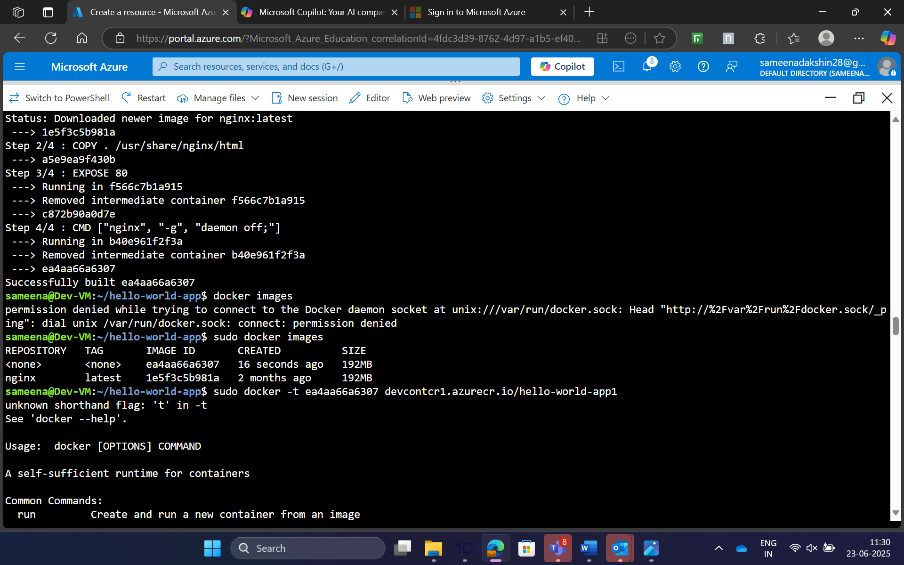 Create a resource - Microsoft Azu
Microsoft Copilot: Your AI compan
Sign in to Microsoft Azure
https://portal.azure.com/?Microsoft_Azure_Education_correlationId=4fdc3d39-8762-4d97-a1b5-ef40...
Microsoft Azure
Search resources, services, and docs (G+/)
Copilot
8
sameenadakshin28@g...
DEFAULT DIRECTORY (SAMEENA...
Switch to PowerShell
Restart
Manage files
New session
Editor
Web preview
Settings
Help
Status: Downloaded newer image for nginx:latest
---> 1e5f3c5b981a
Step 2/4 : COPY . /usr/share/nginx/html
---> a5e9ea9f430b
Step 3/4 : EXPOSE 80
---> Running in f566c7b1a915
---> Removed intermediate container f566c7b1a915
---> c872b90a0d7e
Step 4/4 : CMD ["nginx", "-g", "daemon off;"]
---> Running in b40e961f2f3a
---> Removed intermediate container b40e961f2f3a
---> ea4aa66a6307
Successfully built ea4aa66a6307
sameena@Dev-VM:~/hello-world-app$ docker images
permission denied while trying to connect to the Docker daemon socket at unix:///var/run/docker.sock: Head "http://%2Fvar%2Frun%2Fdocker.sock/_p
ing": dial unix /var/run/docker.sock: connect: permission denied
sameena@Dev-VM:~/hello-world-app$ sudo docker images
REPOSITORY TAG IMAGE ID CREATED SIZE
<none> <none> ea4aa66a6307 16 seconds ago 192MB
nginx latest 1e5f3c5b981a 2 months ago 192MB
sameena@Dev-VM:~/hello-world-app$ sudo docker -t ea4aa66a6307 devcontcr1.azurecr.io/hello-world-app1
unknown shorthand flag: 't' in -t
See 'docker --help'.
Usage: docker [OPTIONS] COMMAND
A self-sufficient runtime for containers
Common Commands:
run Create and run a new container from an image
Search
8
ENG
IN
11:30
23-06-2025